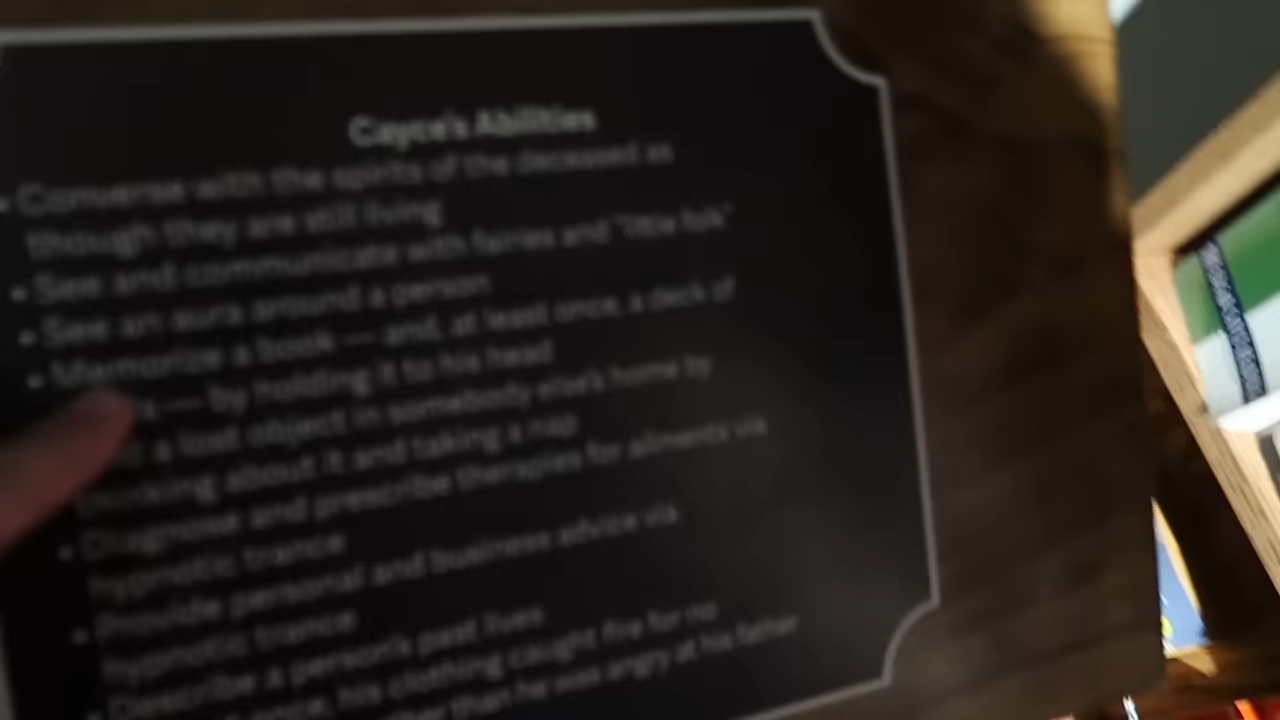 Cayce's Abilities
• Converse with the spirits of the deceased as
though they are still living
• See and communicate with fairies and "little folk"
• See an aura around a person
• Memorize a book — and, at least once, a deck of
— by holding it to his head
a lost object in somebody else's home by
thinking about it and taking a nap
• Diagnose and prescribe therapies for ailments via
hypnotic trance
• Provide personal and business advice via
hypnotic trance
• Describe a person's past lives
once, his clothing caught fire for no
than he was angry at his father